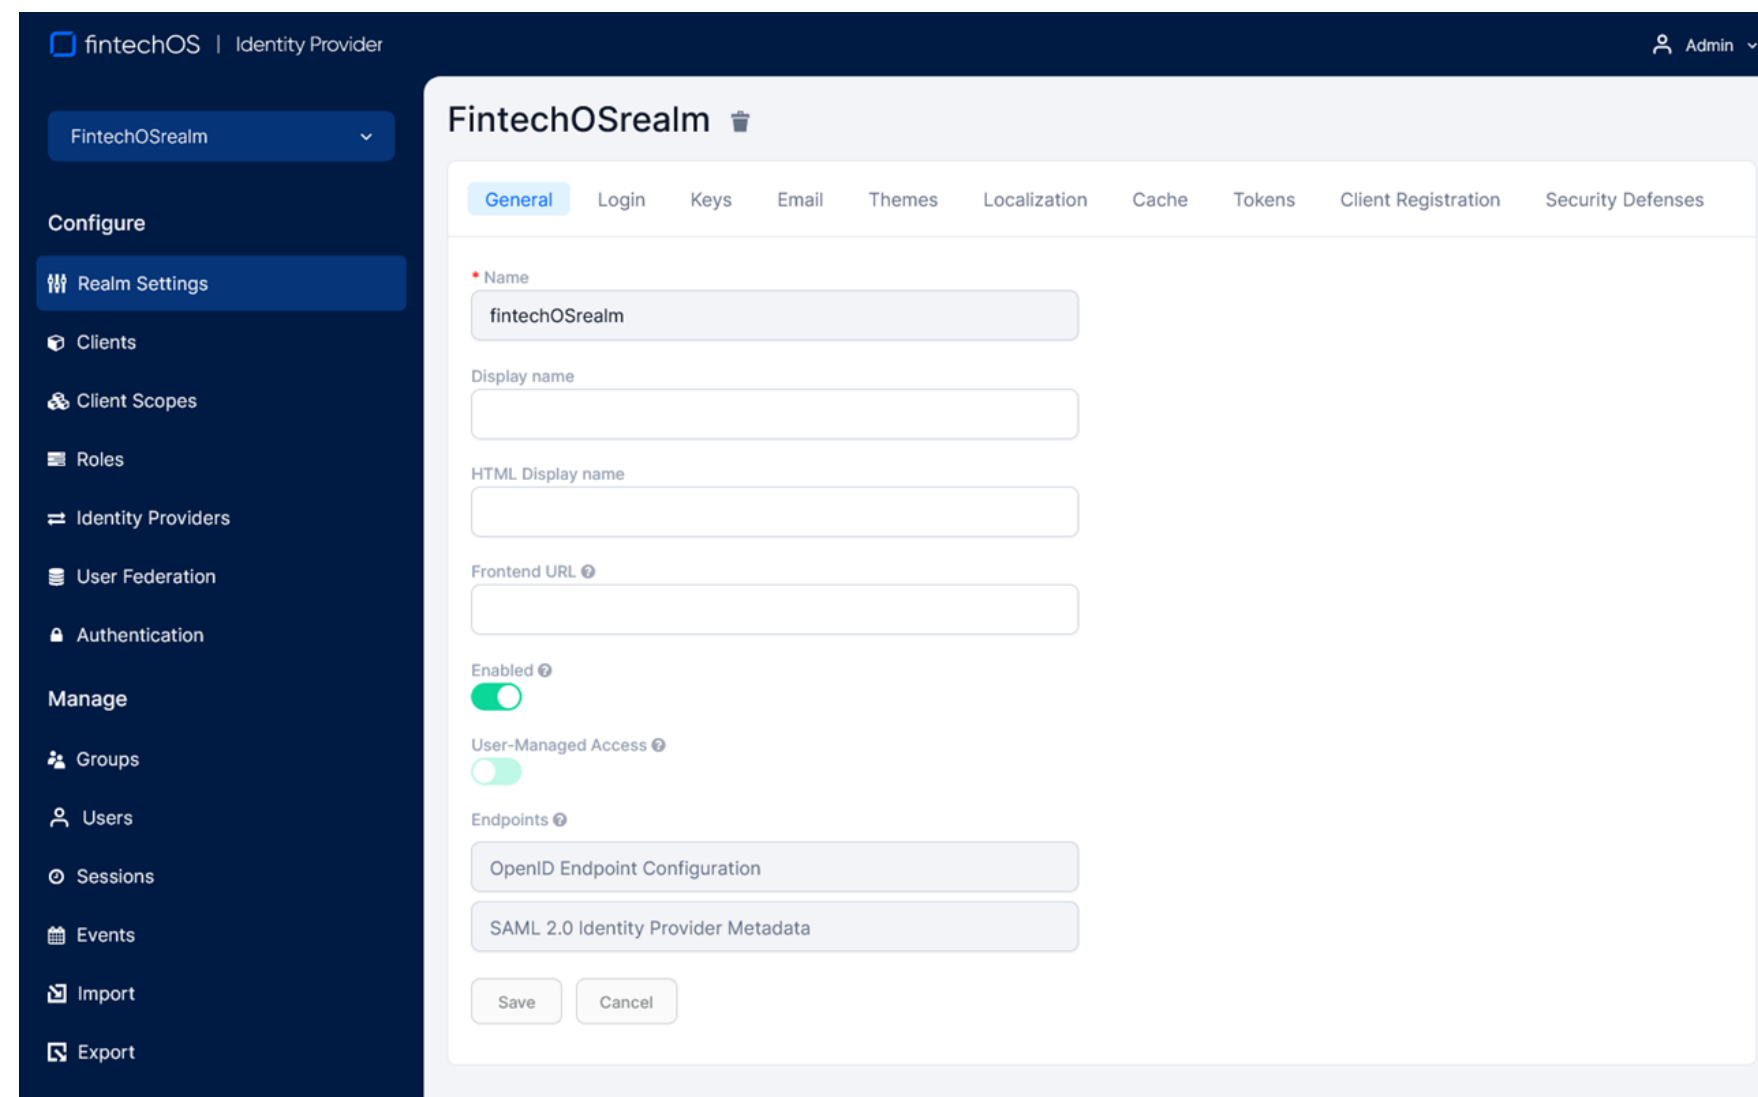 fintechOS | Identity Provider
Admin
FintechOSrealm
Configure
Realm Settings
Clients
Client Scopes
Roles
Identity Providers
User Federation
Authentication
Manage
Groups
Users
Sessions
Events
Import
Export
FintechOSrealm
General Login Keys Email Themes Localization Cache Tokens Client Registration Security Defenses
* Name
fintechOSrealm
Display name
HTML Display name
Frontend URL
Enabled
User-Managed Access
Endpoints
OpenID Endpoint Configuration
SAML 2.0 Identity Provider Metadata
Save Cancel